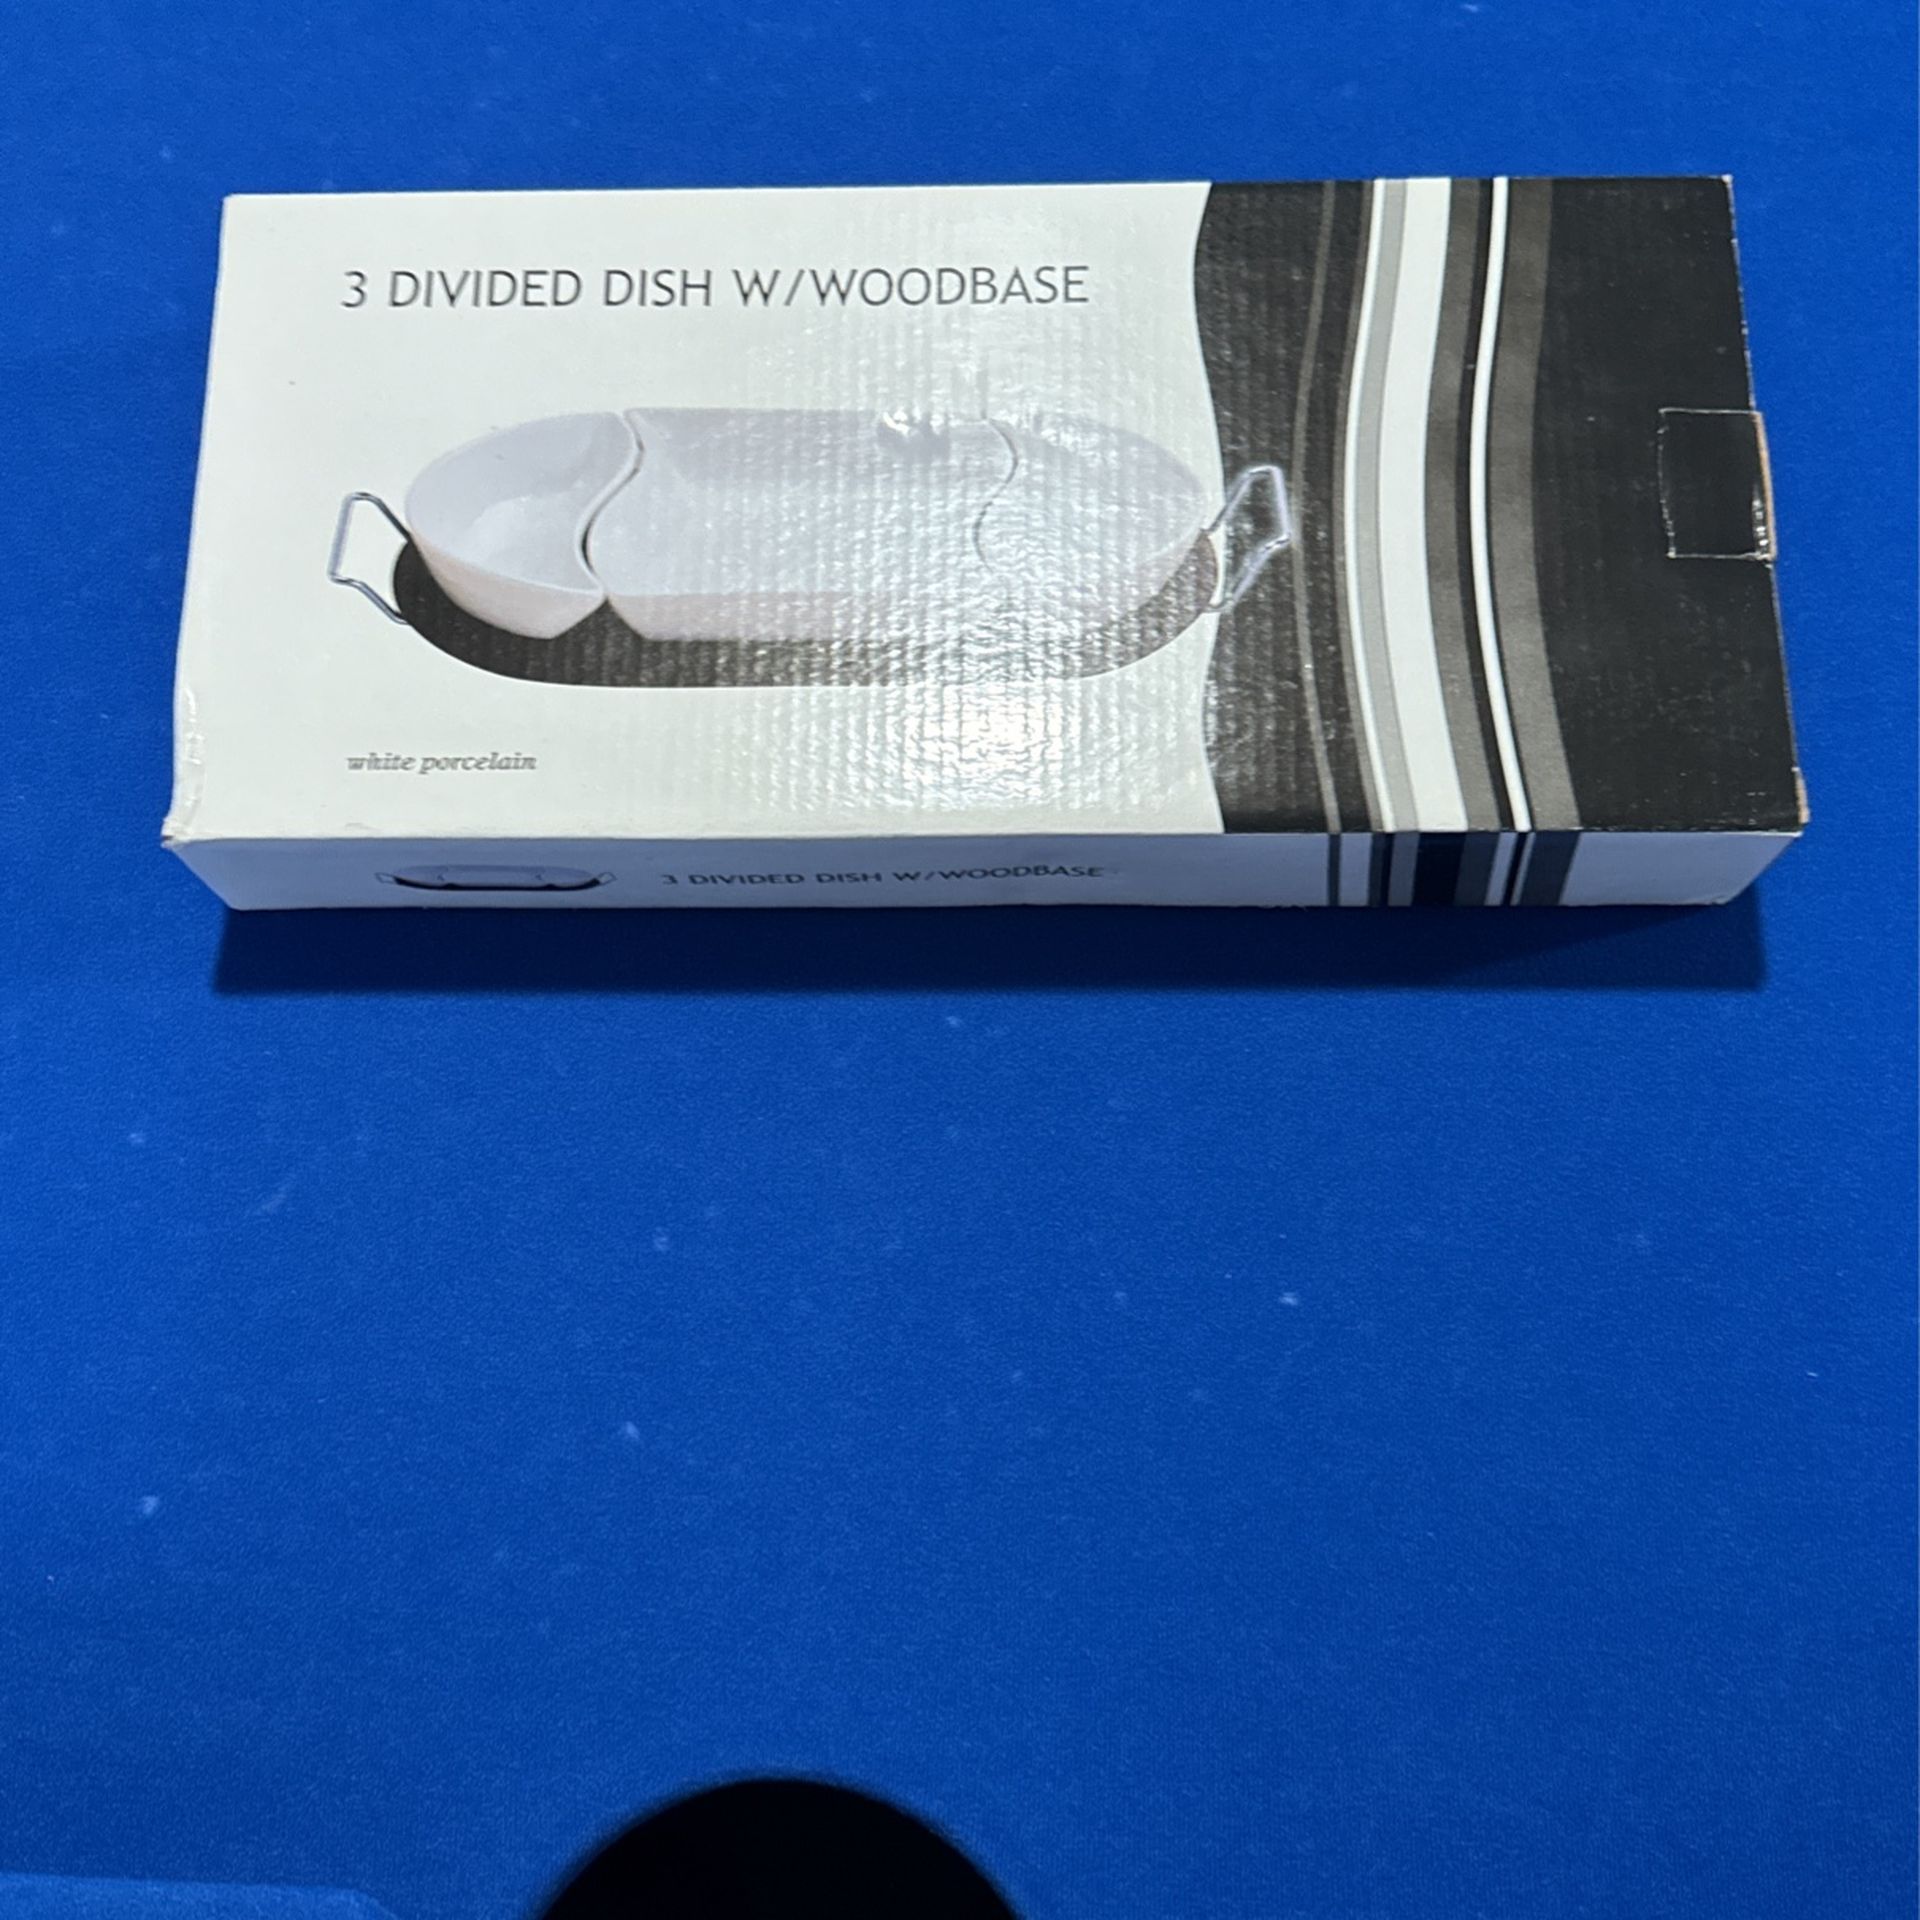 3 DIVIDED DISH W/WOODBASE
white porcelain
3 DIVIDED DISH W/WOODBASE